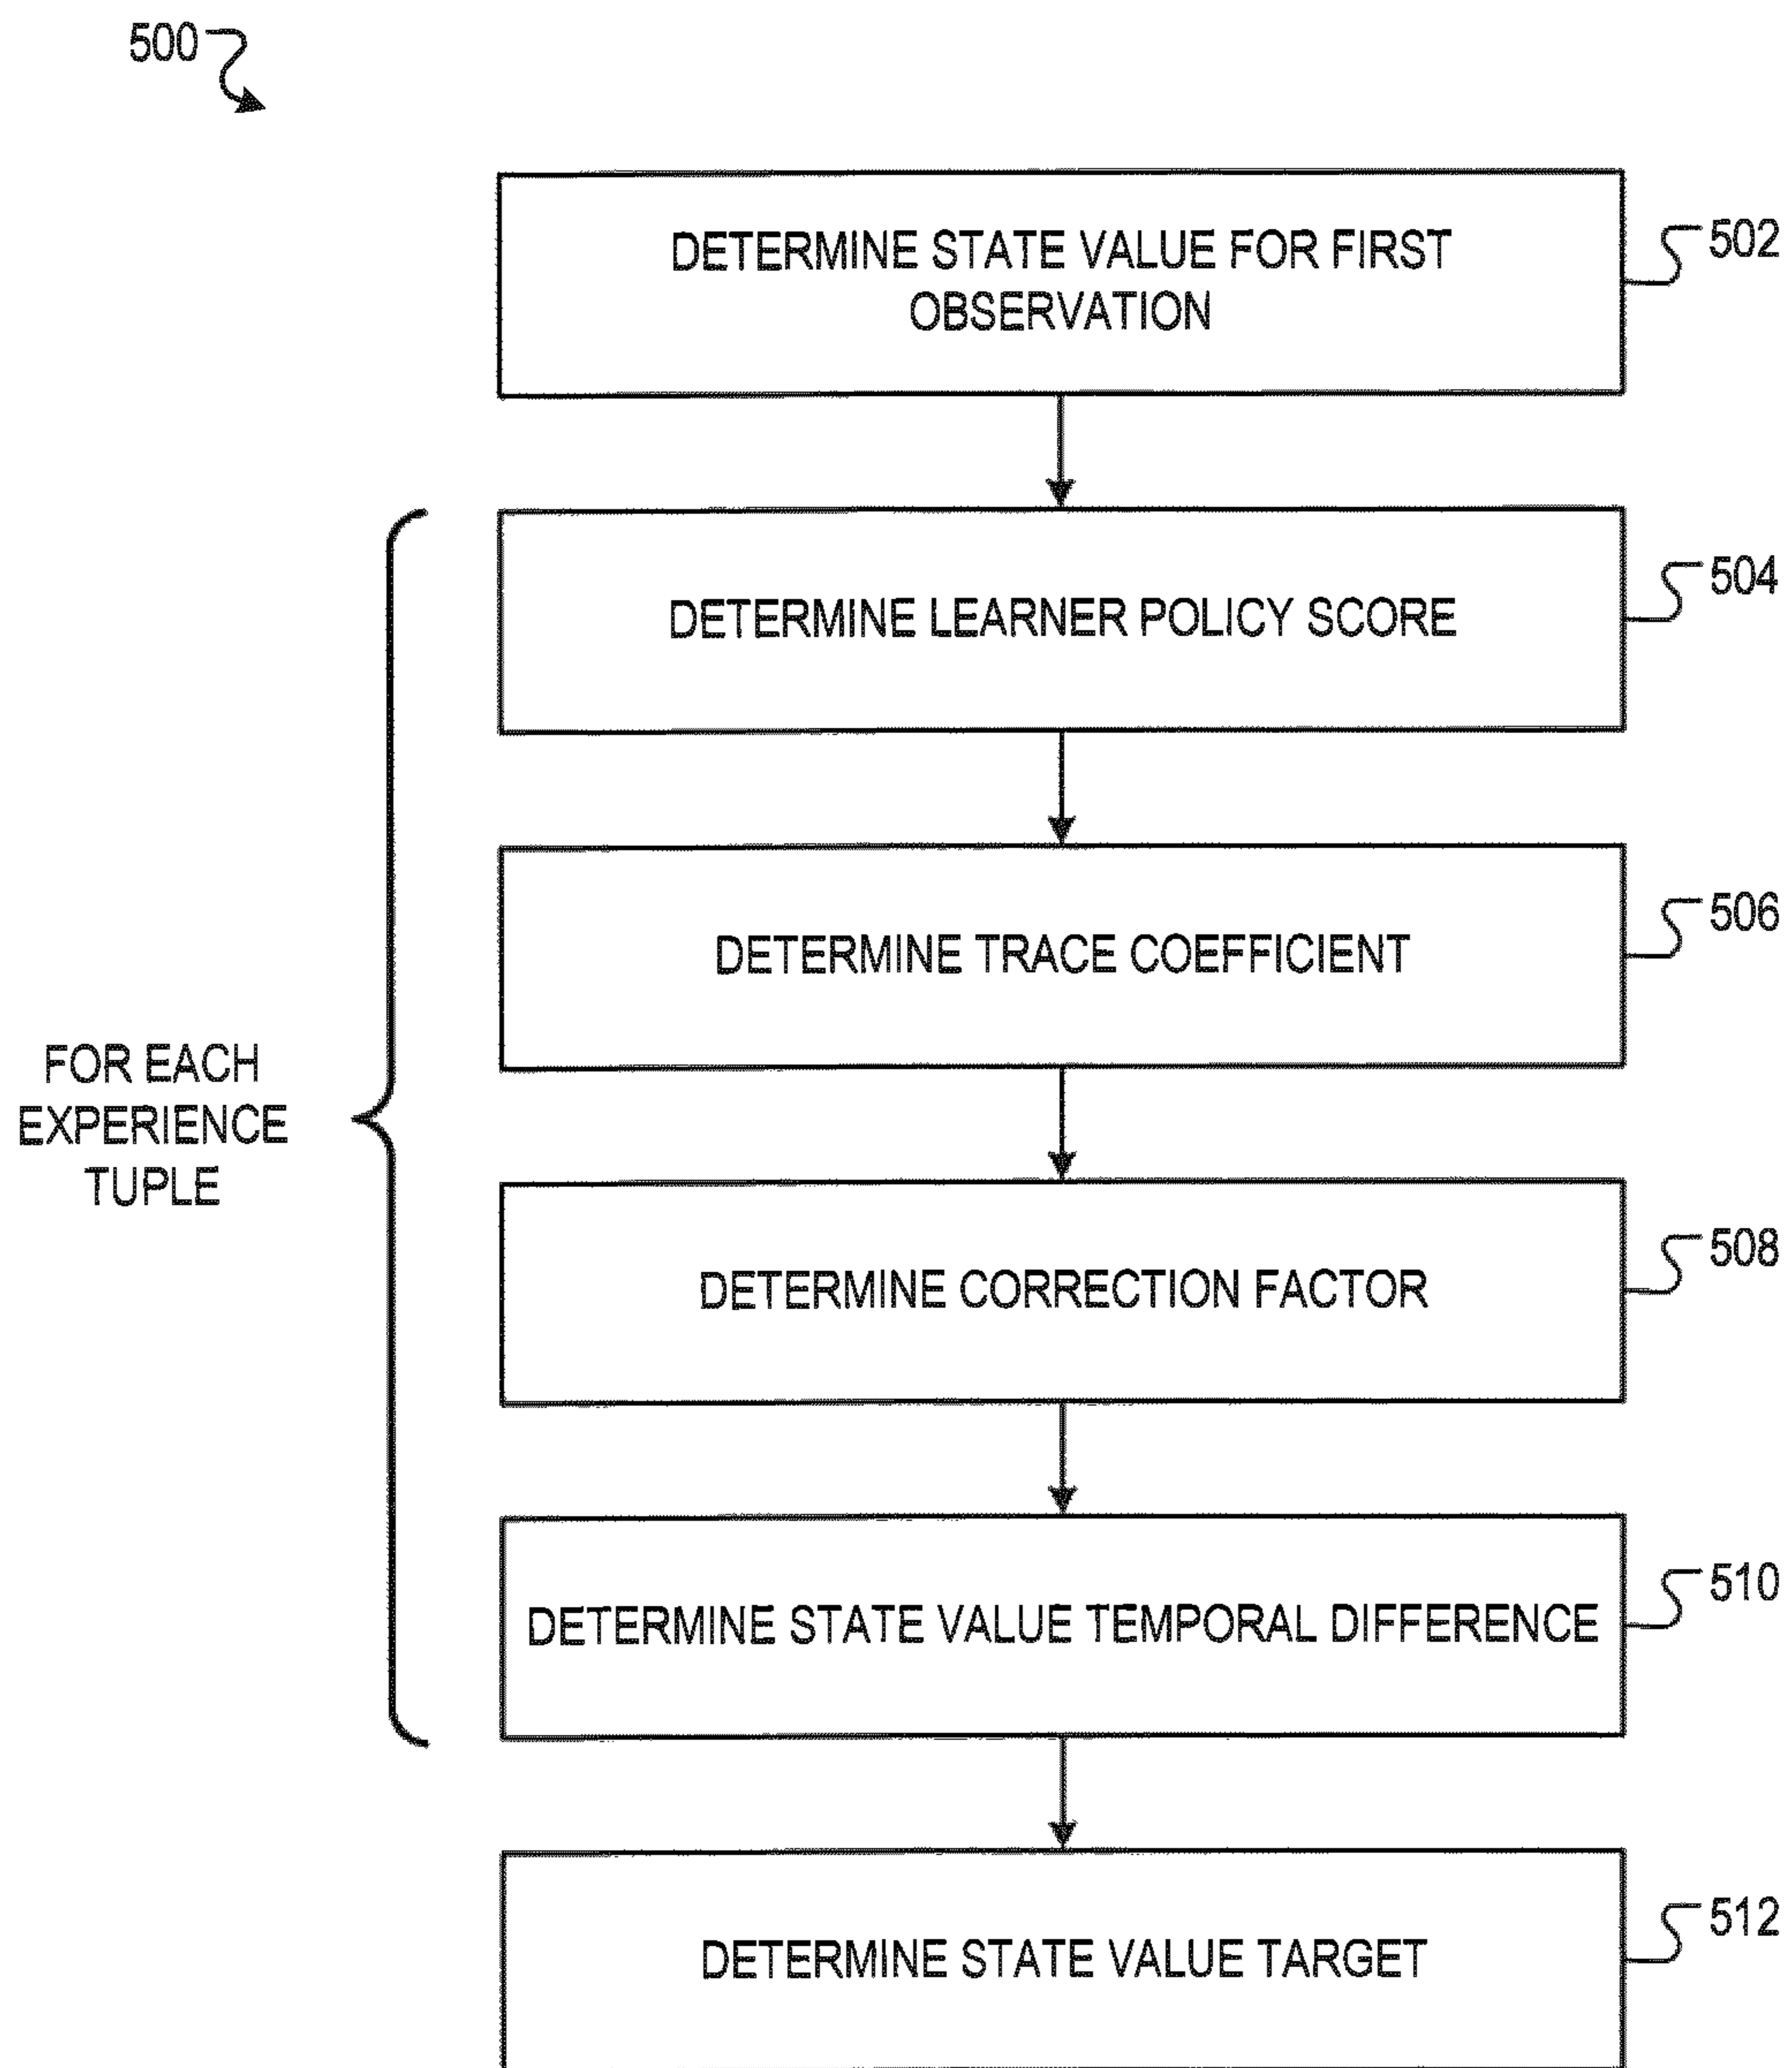 500
DETERMINE STATE VALUE FOR FIRST
OBSERVATION
502
DETERMINE LEARNER POLICY SCORE
504
DETERMINE TRACE COEFFICIENT
506
FOR EACH
EXPERIENCE
TUPLE
DETERMINE CORRECTION FACTOR
508
DETERMINE STATE VALUE TEMPORAL DIFFERENCE
510
DETERMINE STATE VALUE TARGET
512